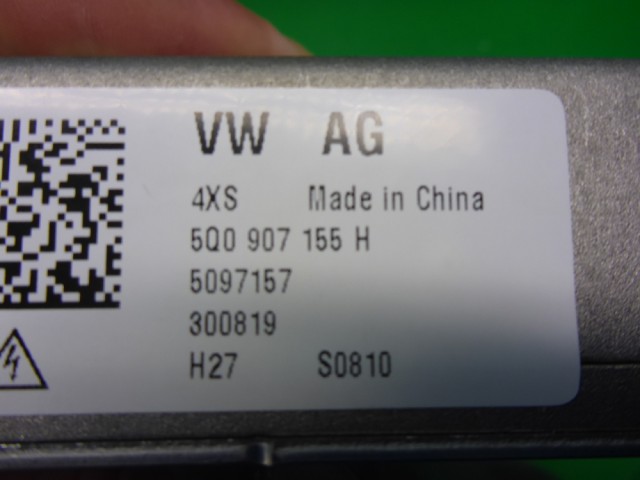 VW AG
4XS Made in China
5Q0 907 155 H
5097157
300819
H27 S0810